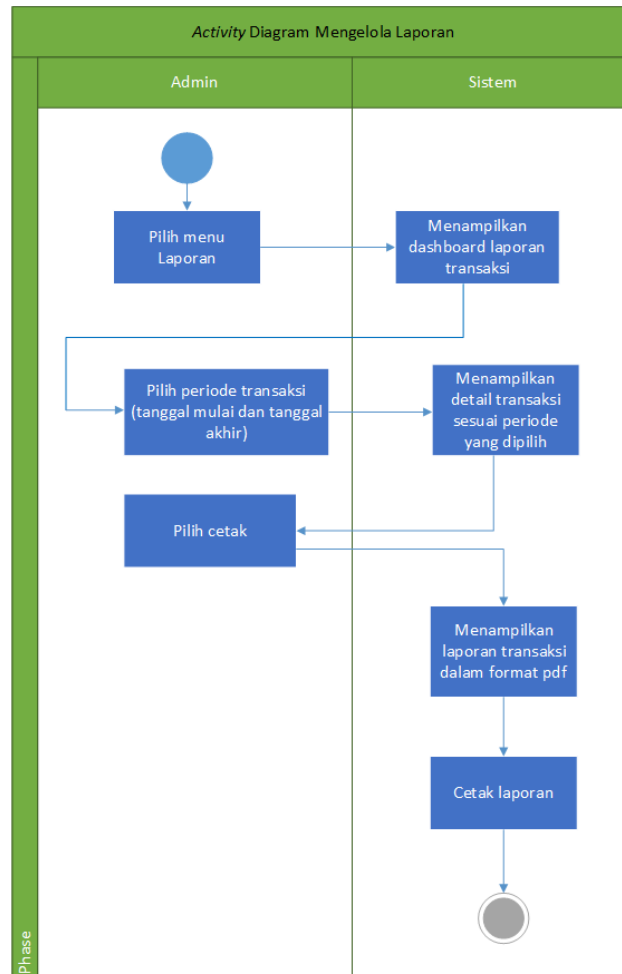 Activity Diagram Mengelola Laporan
Admin
Sistem
Pilih menu
Laporan
Menampilkan
dashboard laporan
transaksi
Pilih periode transaksi
(tanggal mulai dan tanggal
akhir)
Menampilkan
detail transaksi
sesuai periode
yang dipilih
Pilih cetak
Menampilkan
laporan transaksi
dalam format pdf
Cetak laporan
Phase